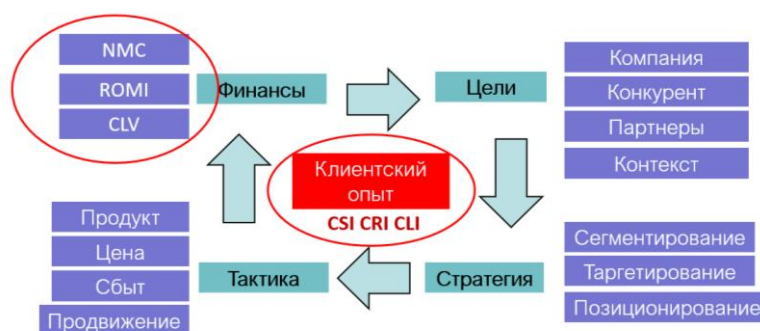 NMC
ROMI
CLV
Финансы
Цели
Компания
Конкурент
Партнеры
Контекст
Клиентский
опыт
CSI CRI CLI
Продукт
Цена
Сбыт
Продвижение
Тактика
Стратегия
Сегментирование
Таргетирование
Позиционирование